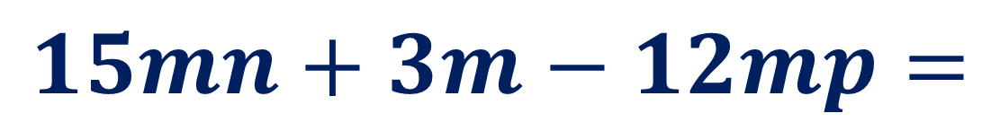 15mn + 3m − 12mp =